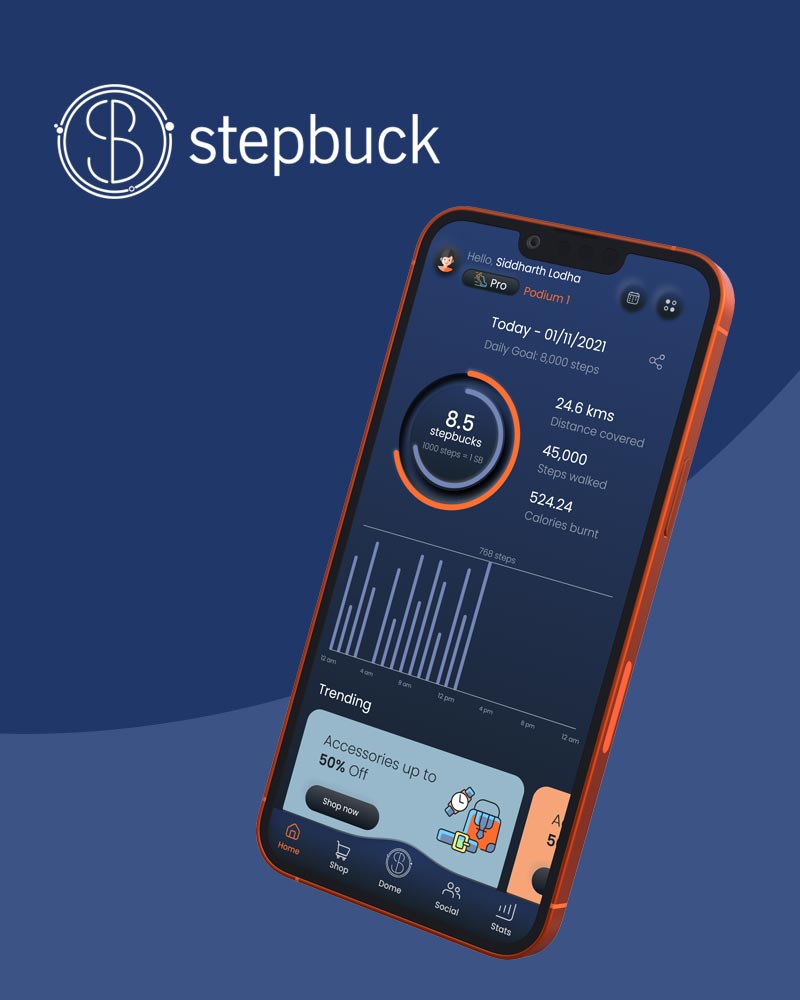 stepbuck
Hello, Siddharth Lodha
Pro Podium 1
Today - 01/11/2021
Daily Goal: 8,000 steps
8.5
stepbucks
1000 steps = 1 SB
24.6 kms
Distance covered
45,000
Steps walked
524.24
Calories burnt
768 steps
12 am 4 am 8 am 12 pm 4 pm 8 pm 12 am
Trending
Accessories up to
50% Off
Shop now
A
5
Home Shop Dome Social Stats